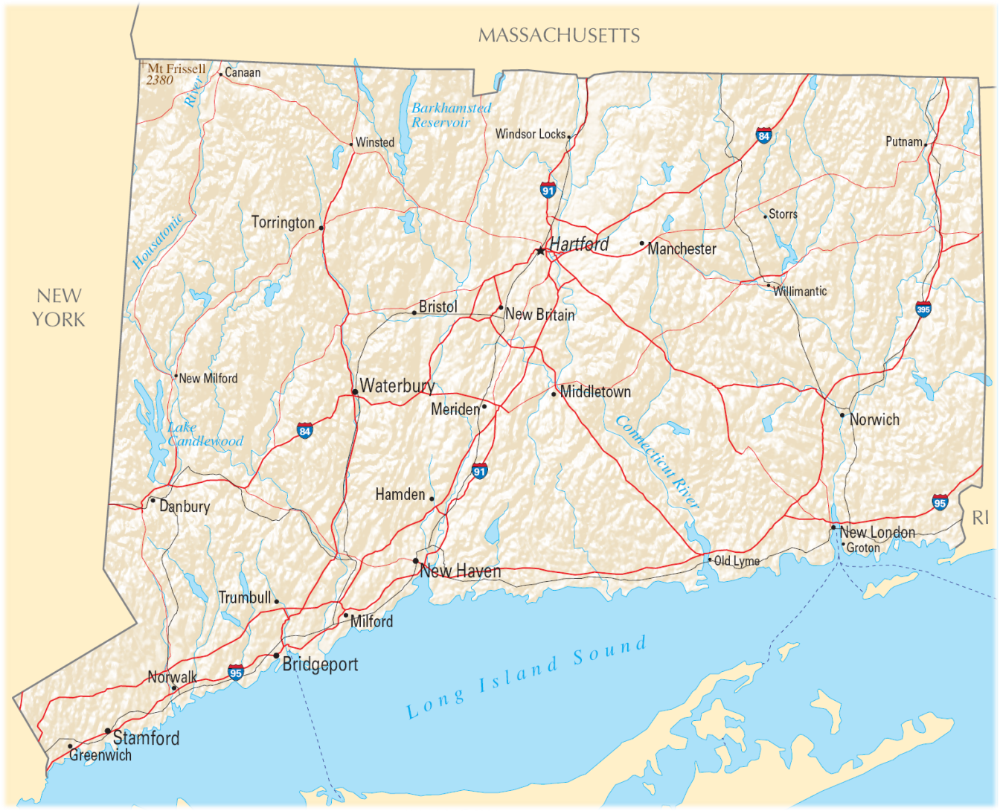 MASSACHUSETTS
Mt Frissell
2380
Canaan
River
Barkhamsted
Reservoir
Winsted
Windsor Locks
84
Putnam
91
Storrs
Torrington
Housatonic
Hartford
Manchester
NEW
YORK
Willimantic
Bristol
New Britain
395
New Milford
Waterbury
Middletown
Meriden
Norwich
Lake
Candlewood
84
Connecticut River
91
Hamden
Danbury
95
RI
New London
Groton
Old Lyme
New Haven
Trumbull
Milford
Bridgeport
Long Island Sound
95
Norwalk
Stamford
Greenwich